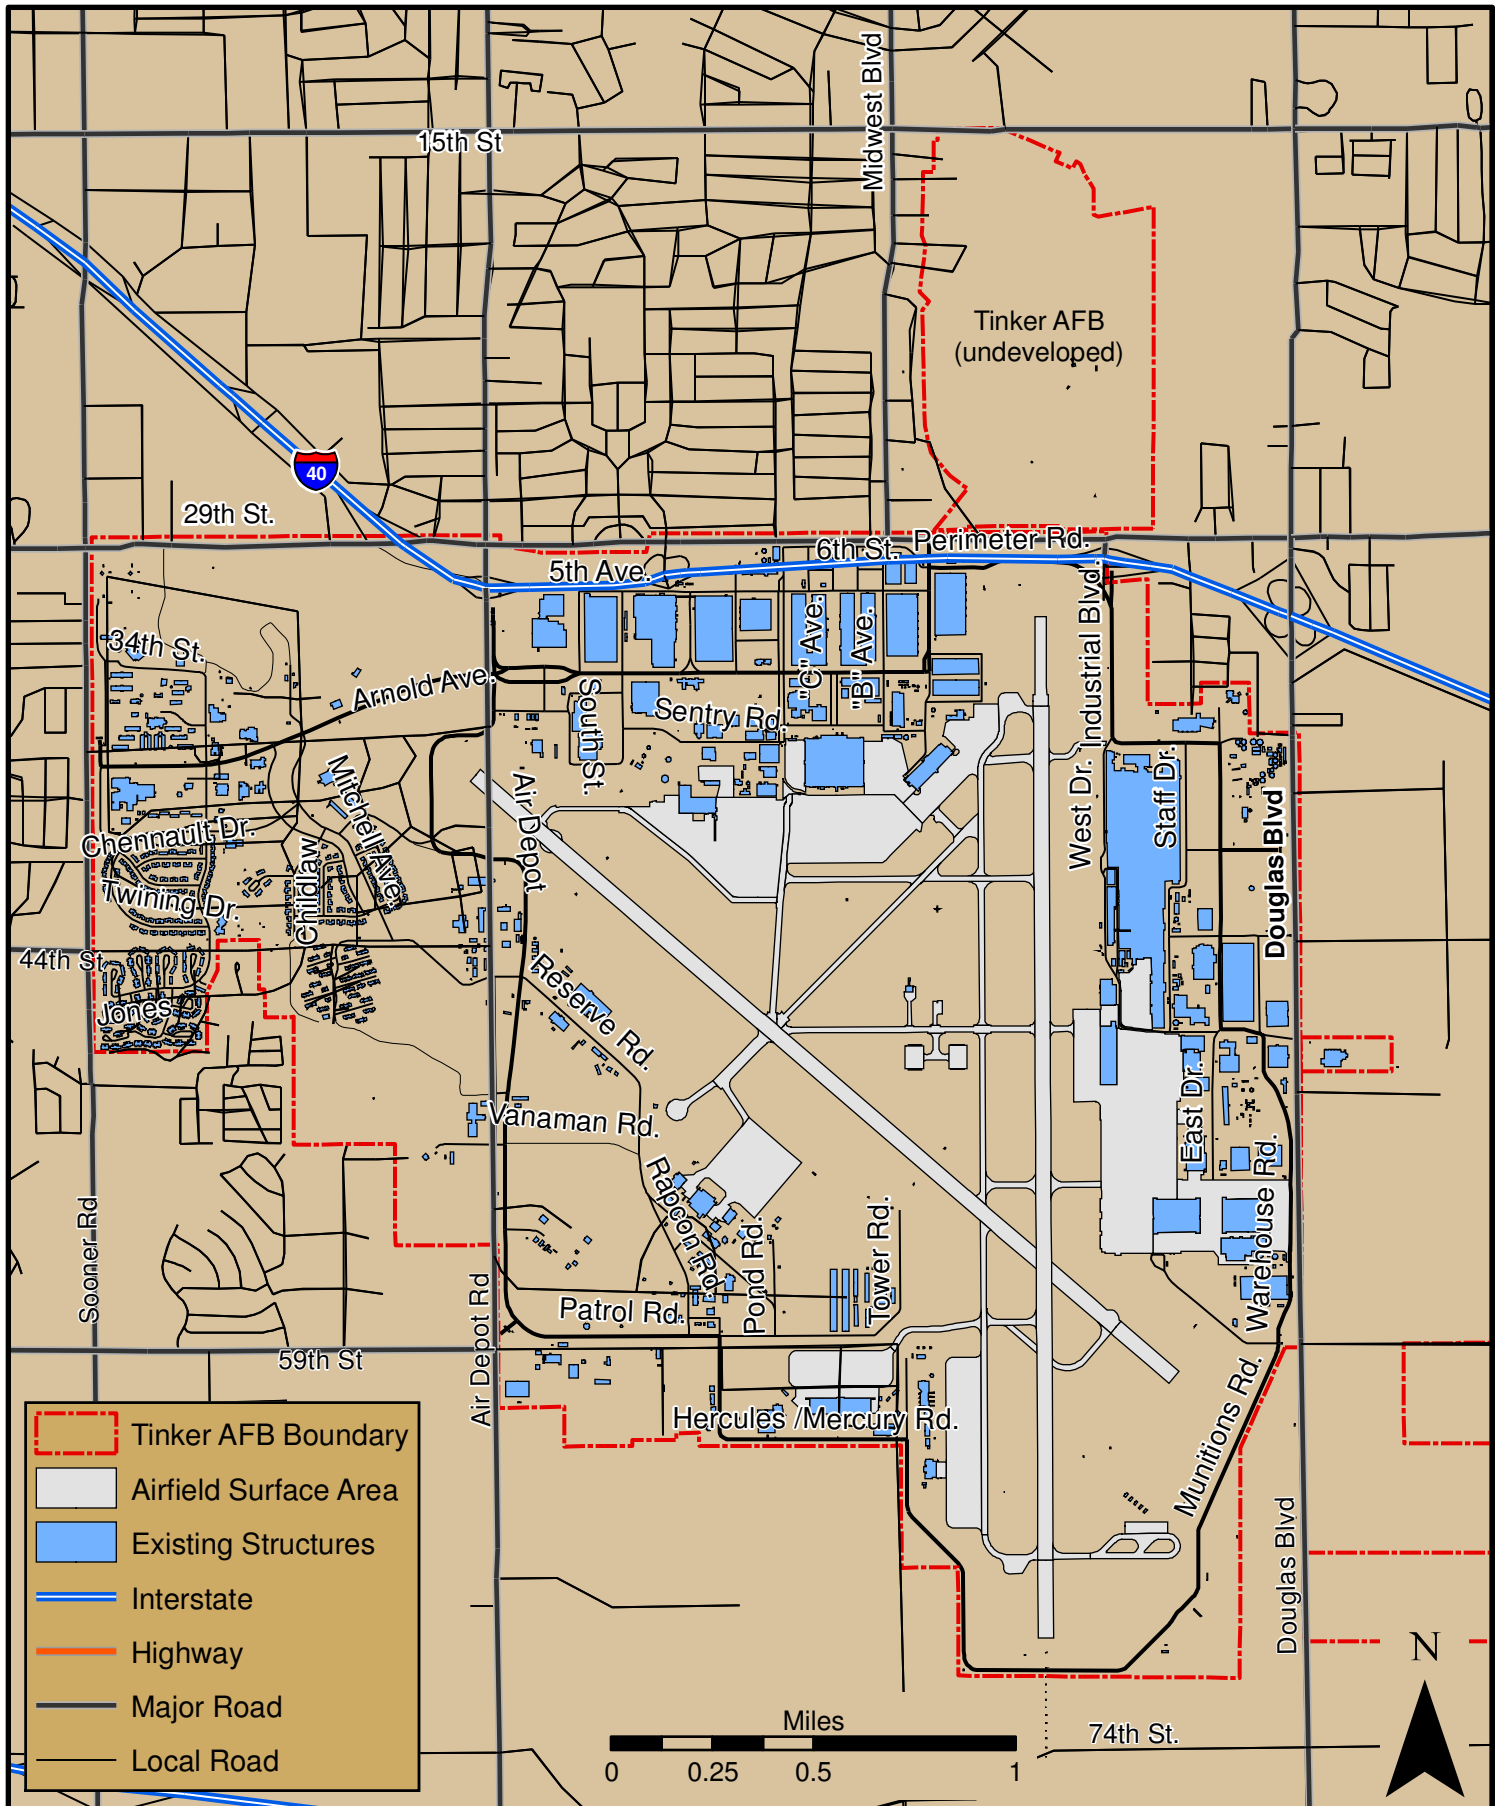 Midwest Blvd
15th St
Tinker AFB
(undeveloped)
40
29th St.
6th St.
Perimeter Rd.
5th Ave.
34th St.
Arnold Ave.
South St.
Sentry Rd.
"C" Ave.
"B" Ave.
Industrial Blvd.
West Dr.
Staff Dr.
Douglas Blvd
Mitchell Ave.
Air Depot
Chennault Dr.
Childlaw
Twining Dr.
44th St.
Jones
Reserve Rd.
Vanaman Rd.
East Dr.
Rapcon Rd.
Pond Rd.
Tower Rd.
Warehouse Rd.
Sooner Rd
Air Depot Rd
Patrol Rd.
59th St
Hercules /Mercury Rd.
Munitions Rd.
Douglas Blvd
Tinker AFB Boundary
Airfield Surface Area
Existing Structures
Interstate
Highway
Major Road
Local Road
Miles
0 0.25 0.5 1
74th St.
N